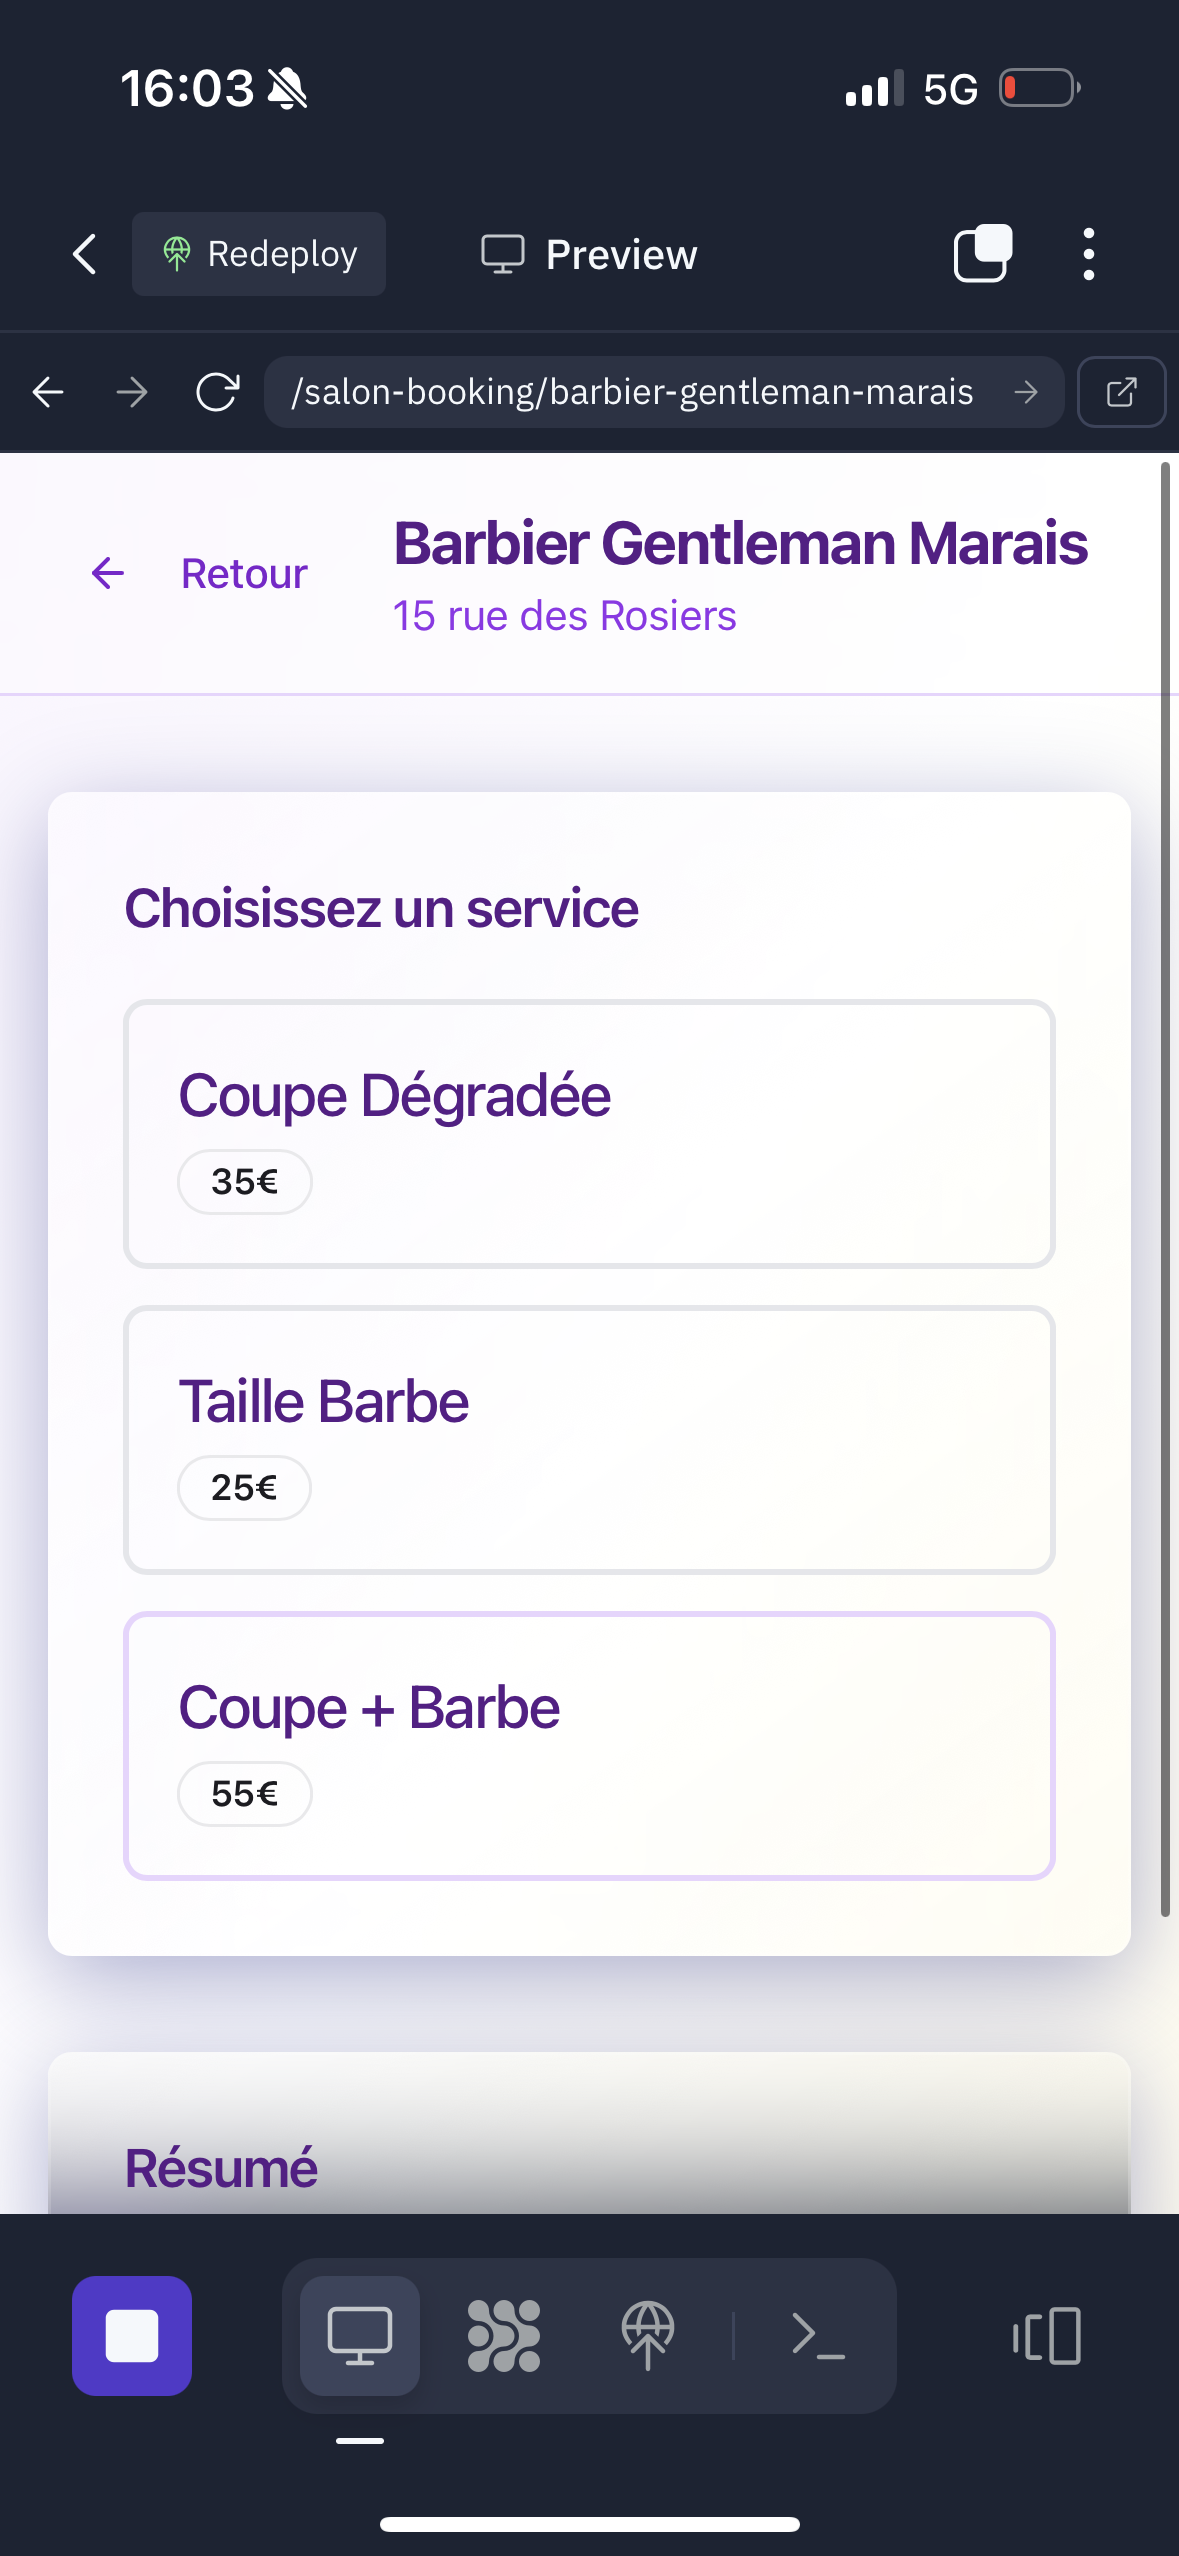 16:03
5G
Redeploy
Preview
/salon-booking/barbier-gentleman-marais
Retour
Barbier Gentleman Marais
15 rue des Rosiers
Choisissez un service
Coupe Dégradée
35€
Taille Barbe
25€
Coupe + Barbe
55€
Résumé